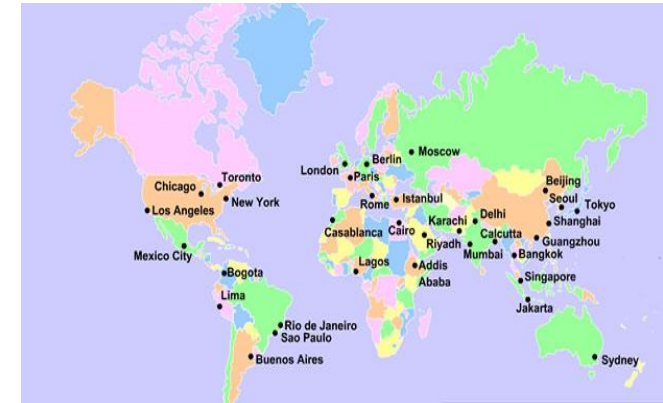 Moscow
Berlin
London
Paris
Toronto
Chicago
New York
Los Angeles
Rome
Istanbul
Beijing
Seoul
Tokyo
Casablanca
Cairo
Karachi
Delhi
Shanghai
Riyadh
Calcutta
Guangzhou
Mexico City
Mumbai
Bangkok
Bogota
Lagos
Addis
Ababa
Singapore
Lima
Jakarta
Rio de Janeiro
Sao Paulo
Buenos Aires
Sydney